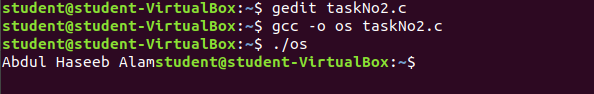 student@student-VirtualBox:~$ gedit taskNo2.c
student@student-VirtualBox:~$ gcc -o os taskNo2.c
student@student-VirtualBox:~$ ./os
Abdul Haseeb Alamstudent@student-VirtualBox:~$